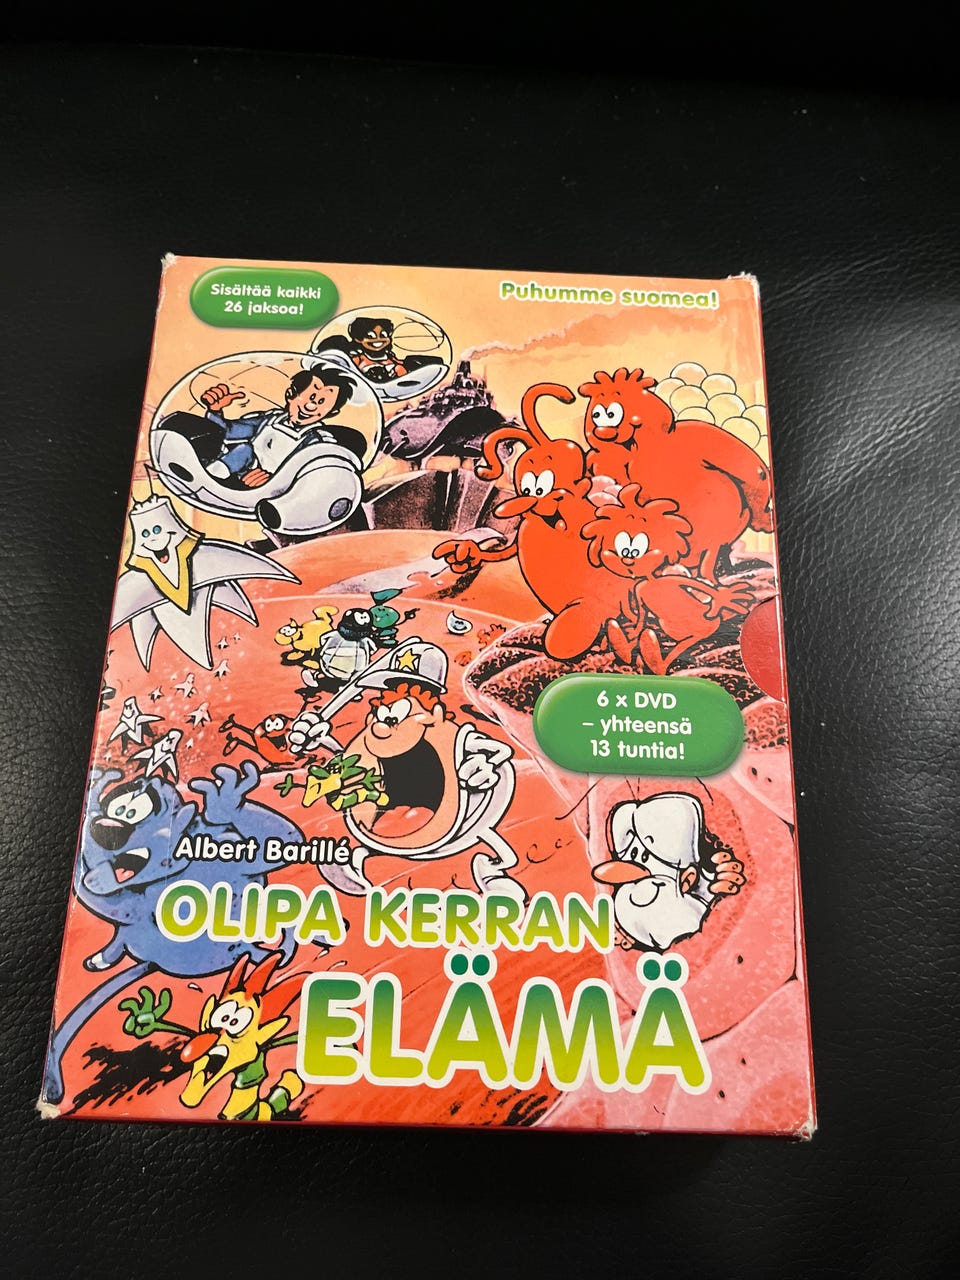 Sisältää kaikki
26 jaksoa!
Puhumme suomea!
6 x DVD
– yhteensä
13 tuntia!
Albert Barillé
OLIPA KERRAN
ELÄMÄ